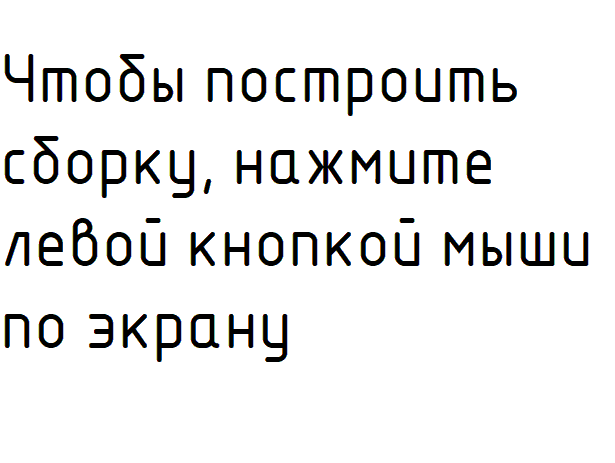 Чтобы построить
сборку, нажмите
левой кнопкой мыши
по экрану